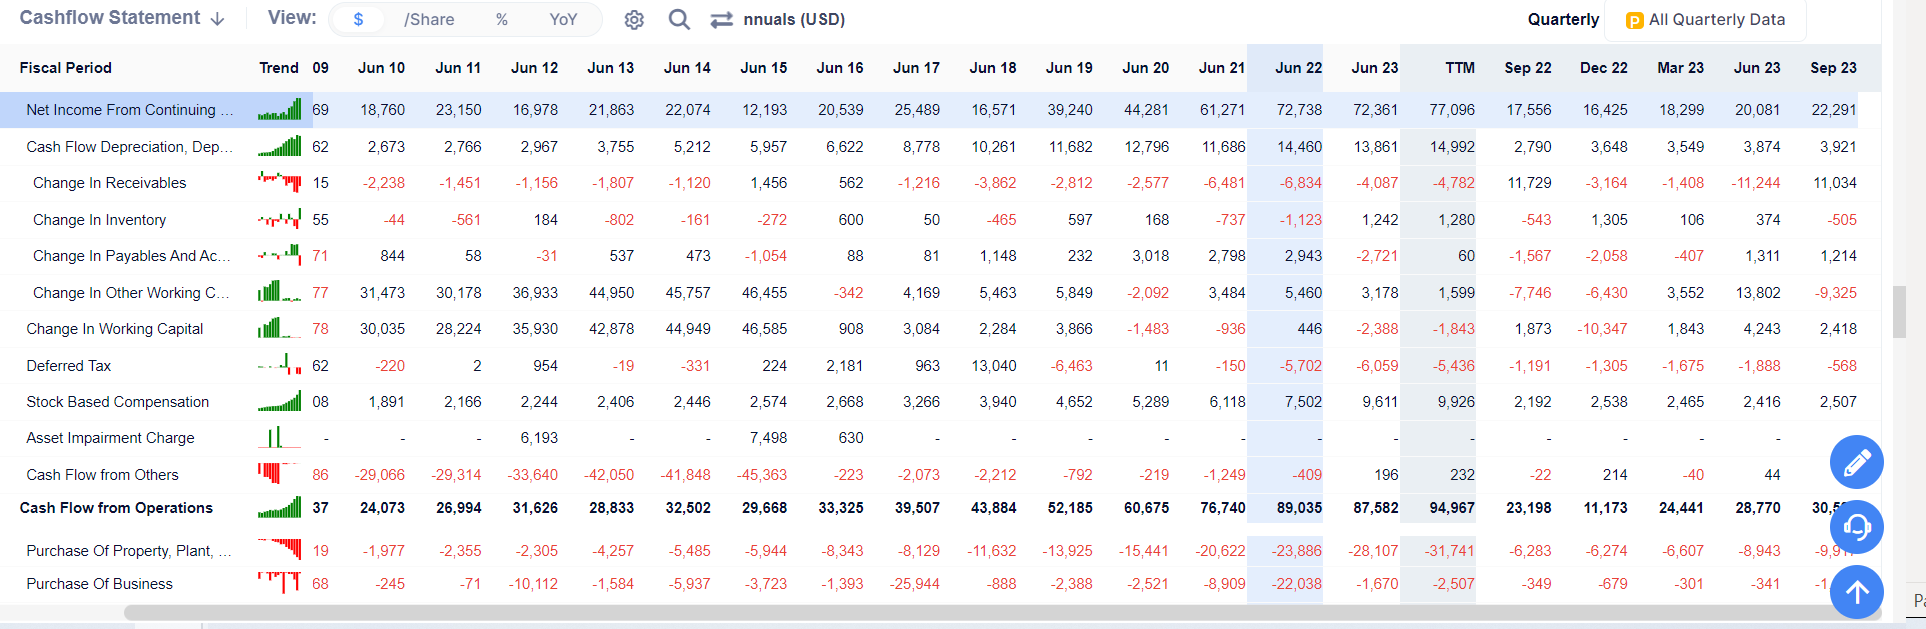 Cashflow Statement View: $ /Share % YoY nnuals (USD) Quarterly P All Quarterly Data
Fiscal Period Trend 09 Jun 10 Jun 11 Jun 12 Jun 13 Jun 14 Jun 15 Jun 16 Jun 17 Jun 18 Jun 19 Jun 20 Jun 21 Jun 22 Jun 23 TTM Sep 22 Dec 22 Mar 23 Jun 23 Sep 23
Net Income From Continuing ... 69 18,760 23,150 16,978 21,863 22,074 12,193 20,539 25,489 16,571 39,240 44,281 61,271 72,738 72,361 77,096 17,556 16,425 18,299 20,081 22,291
Cash Flow Depreciation, Dep... 62 2,673 2,766 2,967 3,755 5,212 5,957 6,622 8,778 10,261 11,682 12,796 11,686 14,460 13,861 14,992 2,790 3,648 3,549 3,874 3,921
Change In Receivables 15 -2,238 -1,451 -1,156 -1,807 -1,120 1,456 562 -1,216 -3,862 -2,812 -2,577 -6,481 -6,834 -4,087 -4,782 11,729 -3,164 -1,408 -11,244 11,034
Change In Inventory 55 -44 -561 184 -802 -161 -272 600 50 -465 597 168 -737 -1,123 1,242 1,280 -543 1,305 106 374 -505
Change In Payables And Ac... 71 844 58 -31 537 473 -1,054 88 81 1,148 232 3,018 2,798 2,943 -2,721 60 -1,567 -2,058 -407 1,311 1,214
Change In Other Working C... 77 31,473 30,178 36,933 44,950 45,757 46,455 -342 4,169 5,463 5,849 -2,092 3,484 5,460 3,178 1,599 -7,746 -6,430 3,552 13,802 -9,325
Change In Working Capital 78 30,035 28,224 35,930 42,878 44,949 46,585 908 3,084 2,284 3,866 -1,483 -936 446 -2,388 -1,843 1,873 -10,347 1,843 4,243 2,418
Deferred Tax 62 -220 2 954 -19 -331 224 2,181 963 13,040 -6,463 11 -150 -5,702 -6,059 -5,436 -1,191 -1,305 -1,675 -1,888 -568
Stock Based Compensation 08 1,891 2,166 2,244 2,406 2,446 2,574 2,668 3,266 3,940 4,652 5,289 6,118 7,502 9,611 9,926 2,192 2,538 2,465 2,416 2,507
Asset Impairment Charge - - - 6,193 - - 7,498 630 - - - - - - - - - - - -
Cash Flow from Others 86 -29,066 -29,314 -33,640 -42,050 -41,848 -45,363 -223 -2,073 -2,212 -792 -219 -1,249 -409 196 232 -22 214 -40 44
Cash Flow from Operations 37 24,073 26,994 31,626 28,833 32,502 29,668 33,325 39,507 43,884 52,185 60,675 76,740 89,035 87,582 94,967 23,198 11,173 24,441 28,770 30,5
Purchase Of Property, Plant, ... 19 -1,977 -2,355 -2,305 -4,257 -5,485 -5,944 -8,343 -8,129 -11,632 -13,925 -15,441 -20,622 -23,886 -28,107 -31,741 -6,283 -6,274 -6,607 -8,943 -9,91
Purchase Of Business 68 -245 -71 -10,112 -1,584 -5,937 -3,723 -1,393 -25,944 -888 -2,388 -2,521 -8,909 -22,038 -1,670 -2,507 -349 -679 -301 -341 -1
Pa